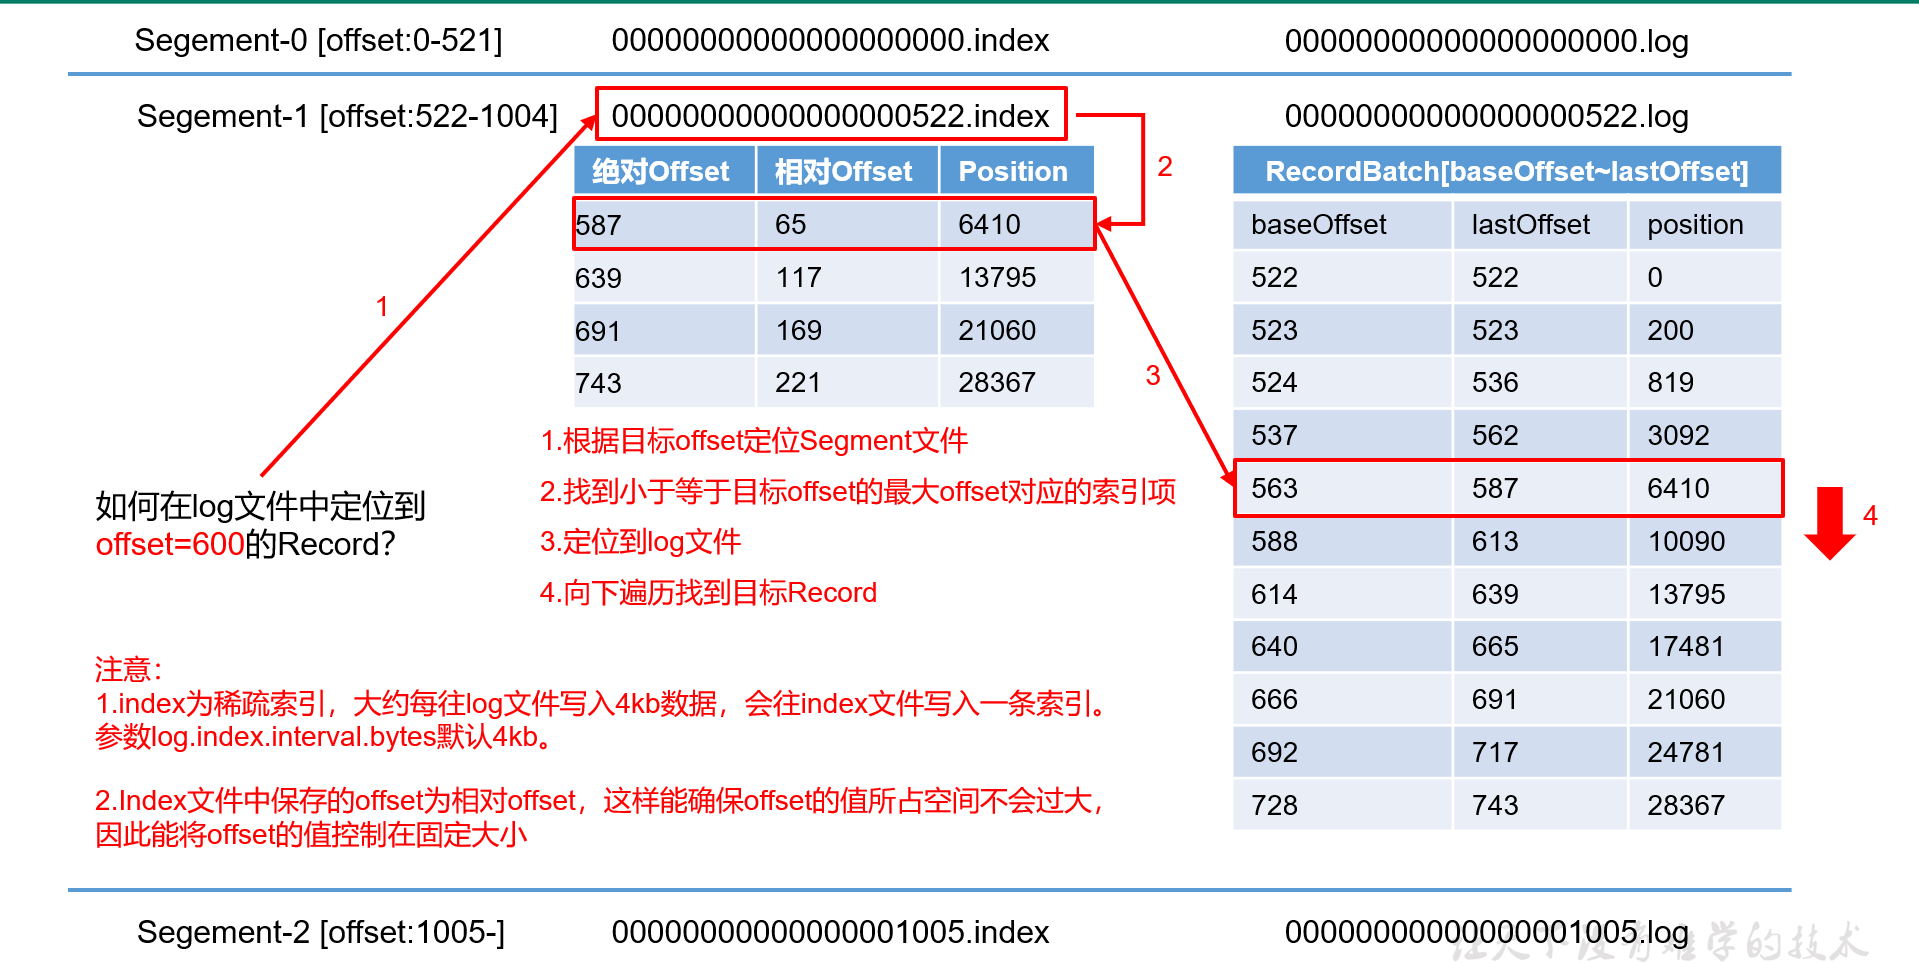 Segement-0 [offset:0-521] 00000000000000000000.index 00000000000000000000.log
Segement-1 [offset:522-1004] 00000000000000000522.index 00000000000000000522.log
绝对Offset 相对Offset Position
587 65 6410
639 117 13795
691 169 21060
743 221 28367
1
2
3
4
RecordBatch[baseOffset~lastOffset]
baseOffset lastOffset position
522 522 0
523 523 200
524 536 819
537 562 3092
563 587 6410
588 613 10090
614 639 13795
640 665 17481
666 691 21060
692 717 24781
728 743 28367
1.根据目标offset定位Segment文件
2.找到小于等于目标offset的最大offset对应的索引项
3.定位到log文件
4.向下遍历找到目标Record
如何在log文件中定位到
offset=600的Record？
注意：
1.index为稀疏索引，大约每往log文件写入4kb数据，会往index文件写入一条索引。
参数log.index.interval.bytes默认4kb。
2.Index文件中保存的offset为相对offset，这样能确保offset的值所占空间不会过大，
因此能将offset的值控制在固定大小
Segement-2 [offset:1005-] 00000000000000001005.index 00000000000000001005.log
让天下没有难学的技术